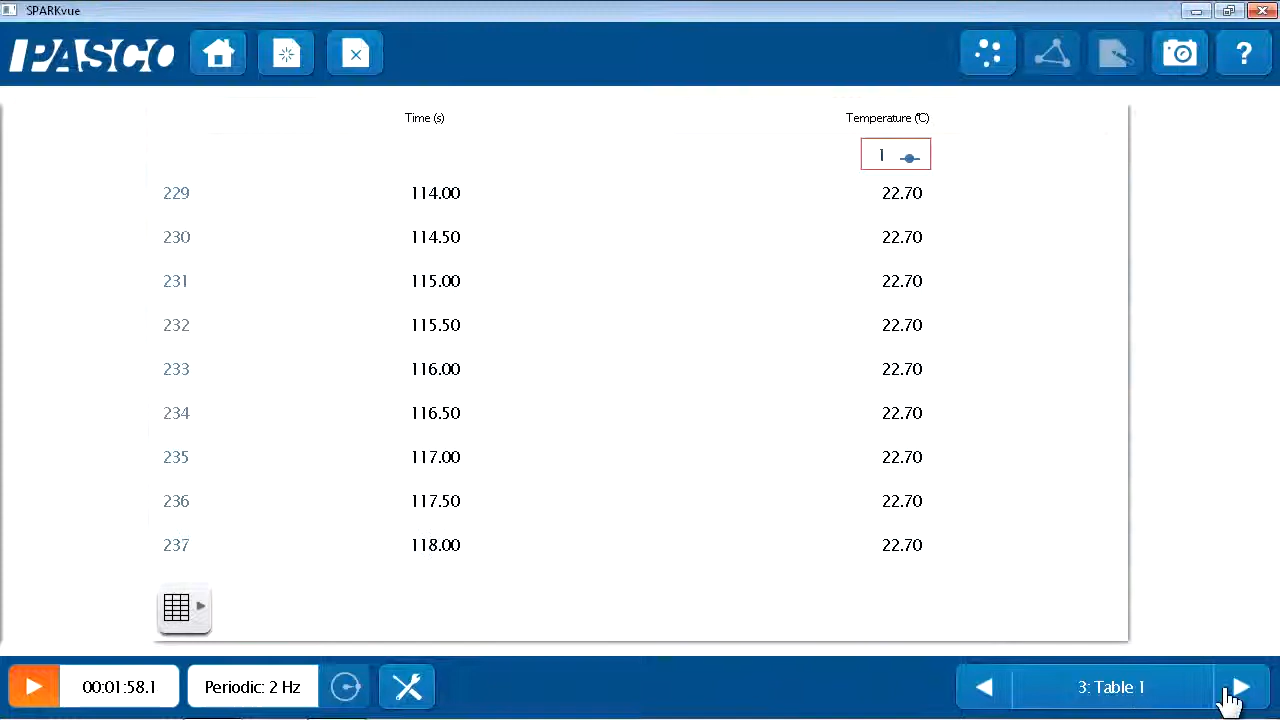 SPARKvue
PASCO
?
Time (s) Temperature (°C)
1
229 114.00 22.70
230 114.50 22.70
231 115.00 22.70
232 115.50 22.70
233 116.00 22.70
234 116.50 22.70
235 117.00 22.70
236 117.50 22.70
237 118.00 22.70
00:01:58.1 Periodic: 2 Hz 3: Table 1